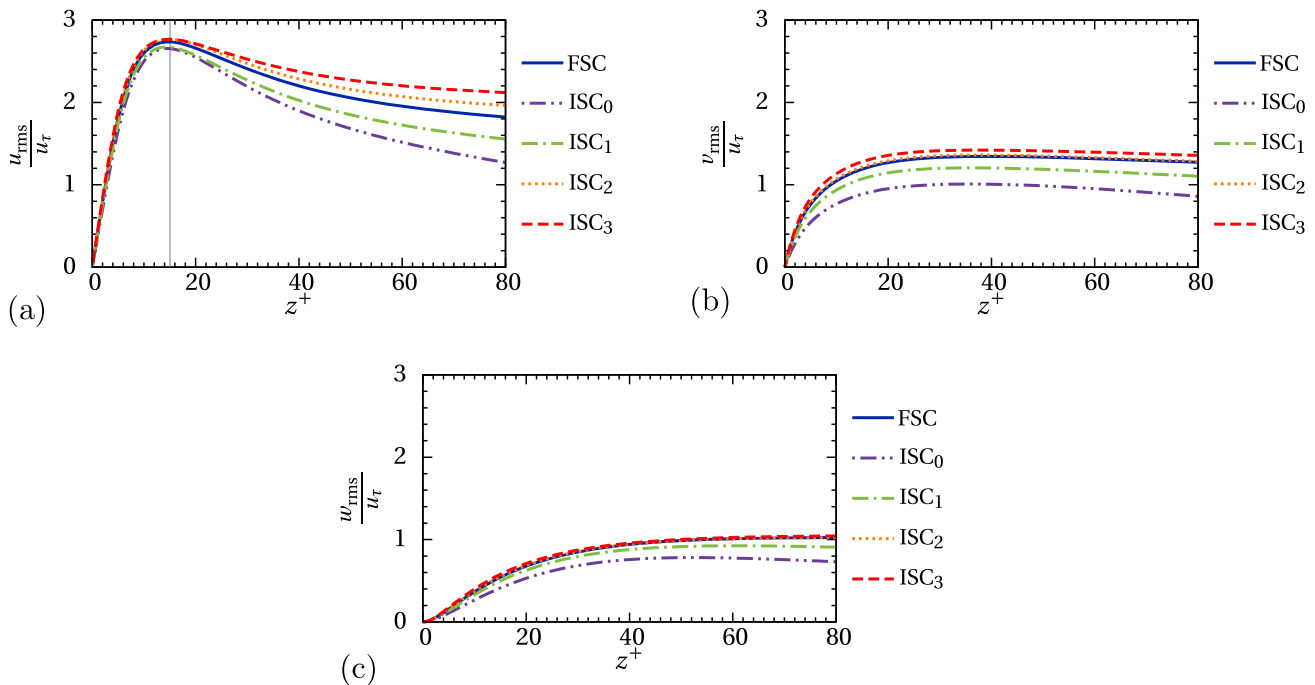 3
2
1
0
u_rms
u_τ
0 20 40 60 80
z⁺
FSC
ISC₀
ISC₁
ISC₂
ISC₃
(a)
3
2
1
0
v_rms
u_τ
0 20 40 60 80
z⁺
FSC
ISC₀
ISC₁
ISC₂
ISC₃
(b)
3
2
1
0
w_rms
u_τ
0 20 40 60 80
z⁺
FSC
ISC₀
ISC₁
ISC₂
ISC₃
(c)